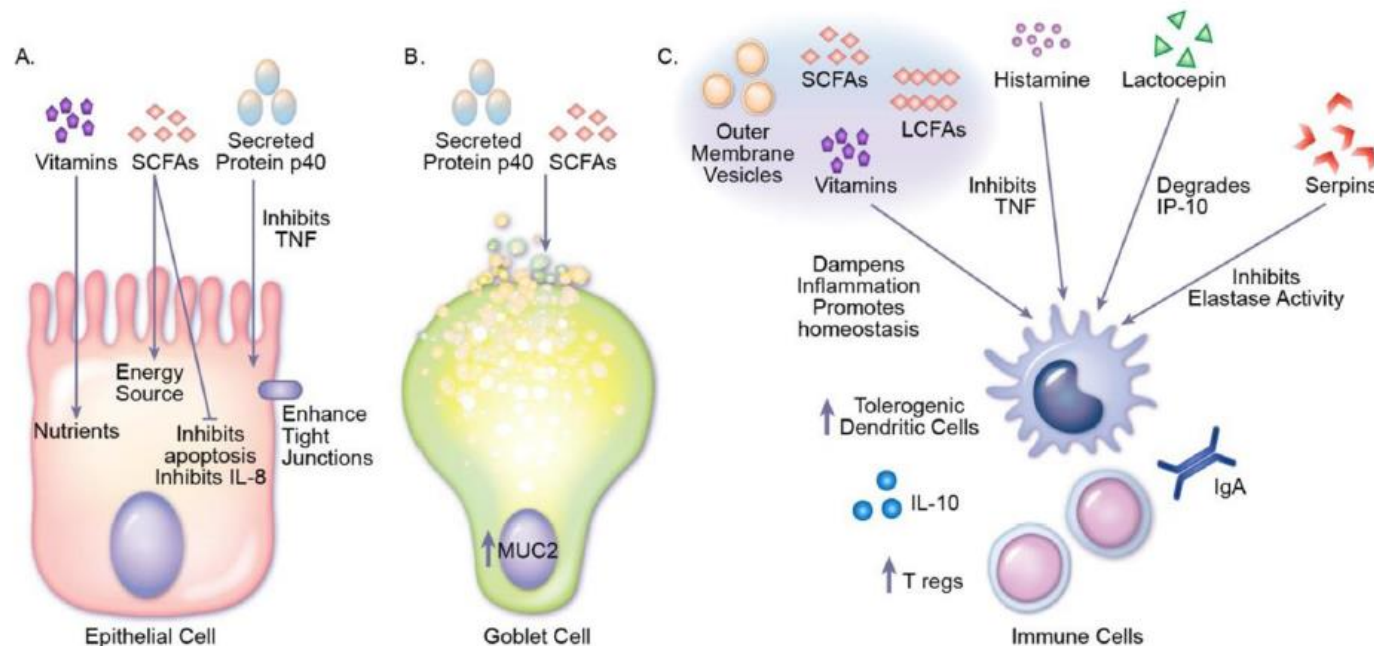 A.
Vitamins
SCFAs
Secreted
Protein p40
Inhibits
TNF
Energy
Source
Nutrients
Inhibits
apoptosis
Inhibits IL-8
Enhance
Tight
Junctions
Epithelial Cell
B.
Secreted
Protein p40
SCFAs
MUC2
Goblet Cell
C.
Outer
Membrane
Vesicles
SCFAs
LCFAs
Vitamins
Histamine
Lactocepin
Serpins
Dampens
Inflammation
Promotes
homeostasis
Inhibits
TNF
Degrades
IP-10
Inhibits
Elastase Activity
Tolerogenic
Dendritic Cells
IL-10
T regs
IgA
Immune Cells